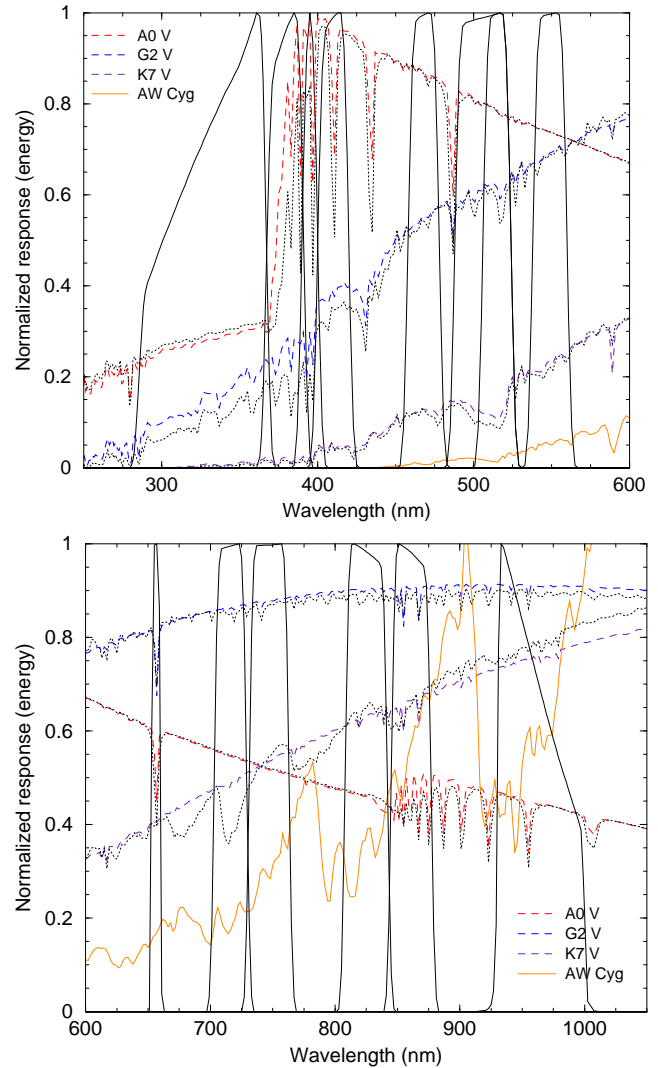 1
0.8
0.6
0.4
0.2
0
Normalized response (energy)
A0 V
G2 V
K7 V
AW Cyg
300
400
500
600
Wavelength (nm)
1
0.8
0.6
0.4
0.2
0
Normalized response (energy)
A0 V
G2 V
K7 V
AW Cyg
600
700
800
900
1000
Wavelength (nm)